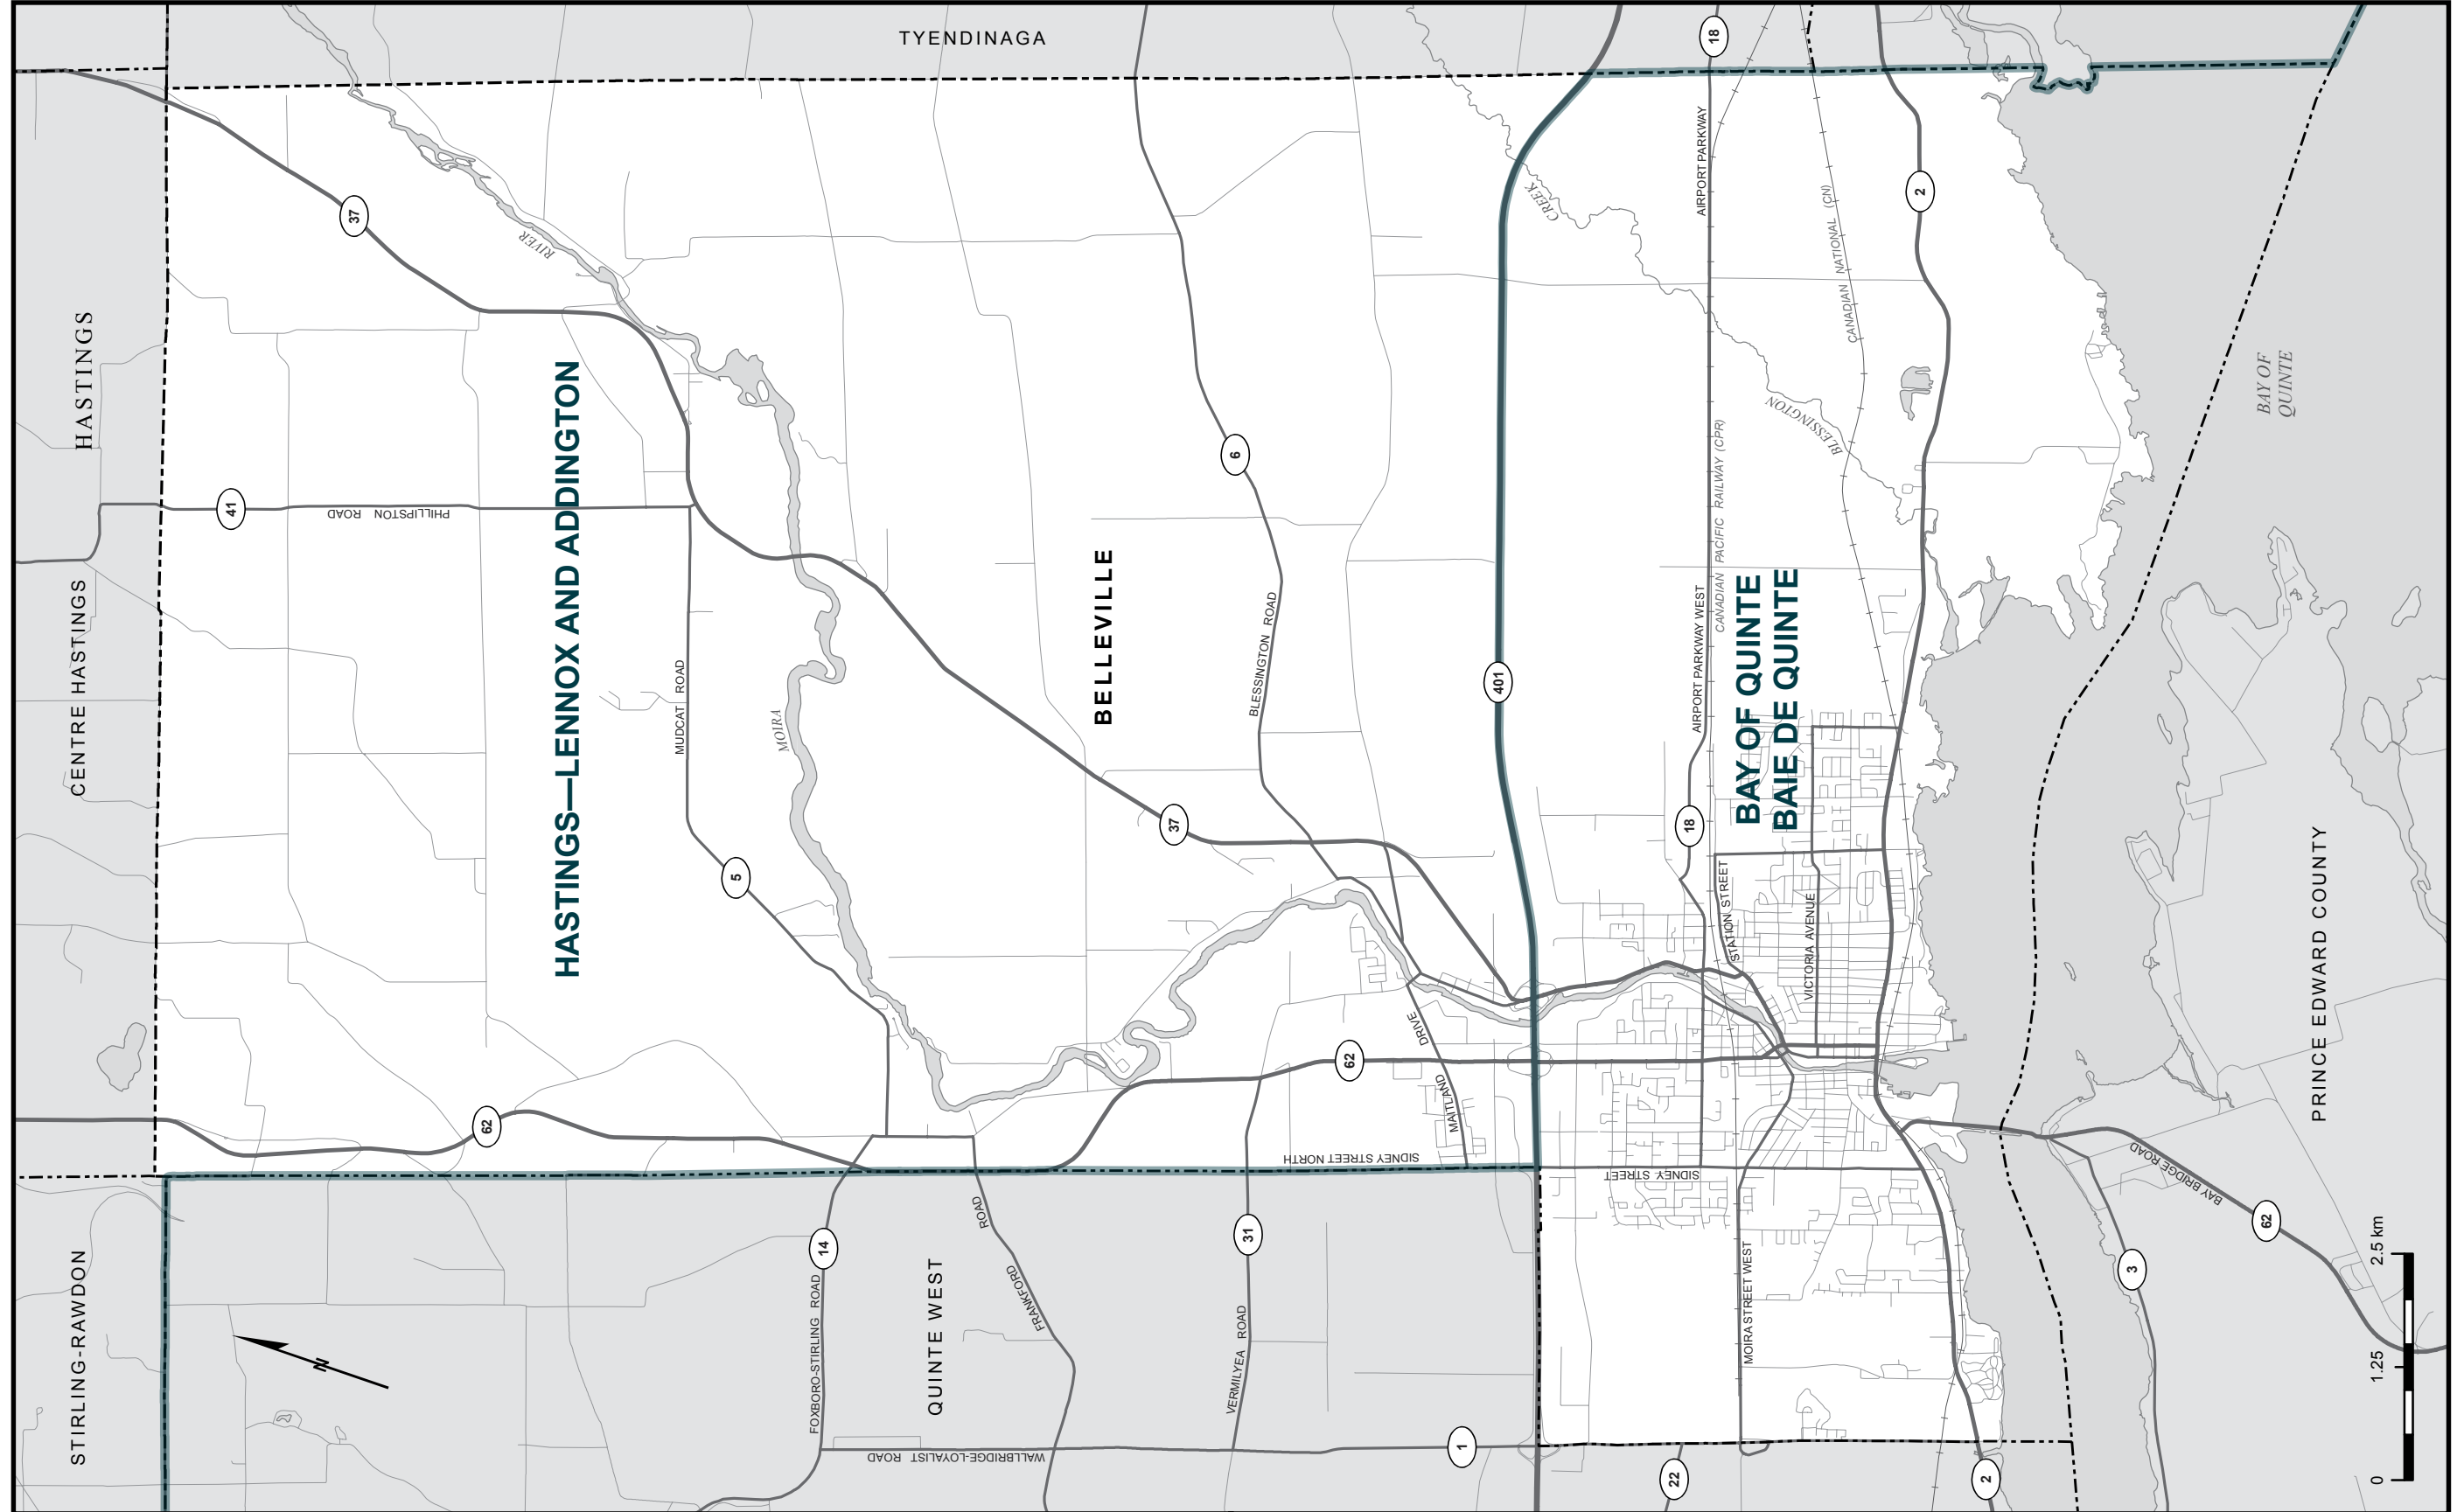 TYENDINAGA
HASTINGS
CENTRE HASTINGS
STIRLING-RAWDON
HASTINGS—LENNOX AND ADDINGTON
BELLEVILLE
QUINTE WEST
BAY OF QUINTE
BAIE DE QUINTE
PRINCE EDWARD COUNTY
BAY OF
QUINTE
37
41
PHILLIPSTON ROAD
RIVER
MOIRA
MUDCAT ROAD
5
6
BLESSINGTON ROAD
37
62
62
401
CREEK
BLESSINGTON
18
AIRPORT PARKWAY
AIRPORT PARKWAY WEST
CANADIAN PACIFIC RAILWAY (CPR)
CANADIAN NATIONAL (CN)
2
18
STATION STREET
VICTORIA AVENUE
MAITLAND
DRIVE
SIDNEY STREET NORTH
SIDNEY STREET
MOIRA STREET WEST
14
FOXBORO-STIRLING ROAD
FRANKFORD
ROAD
31
VERMILYEA ROAD
WALLBRIDGE-LOYALIST ROAD
1
22
2
BAY BRIDGE ROAD
62
3
N
0
1.25
2.5 km